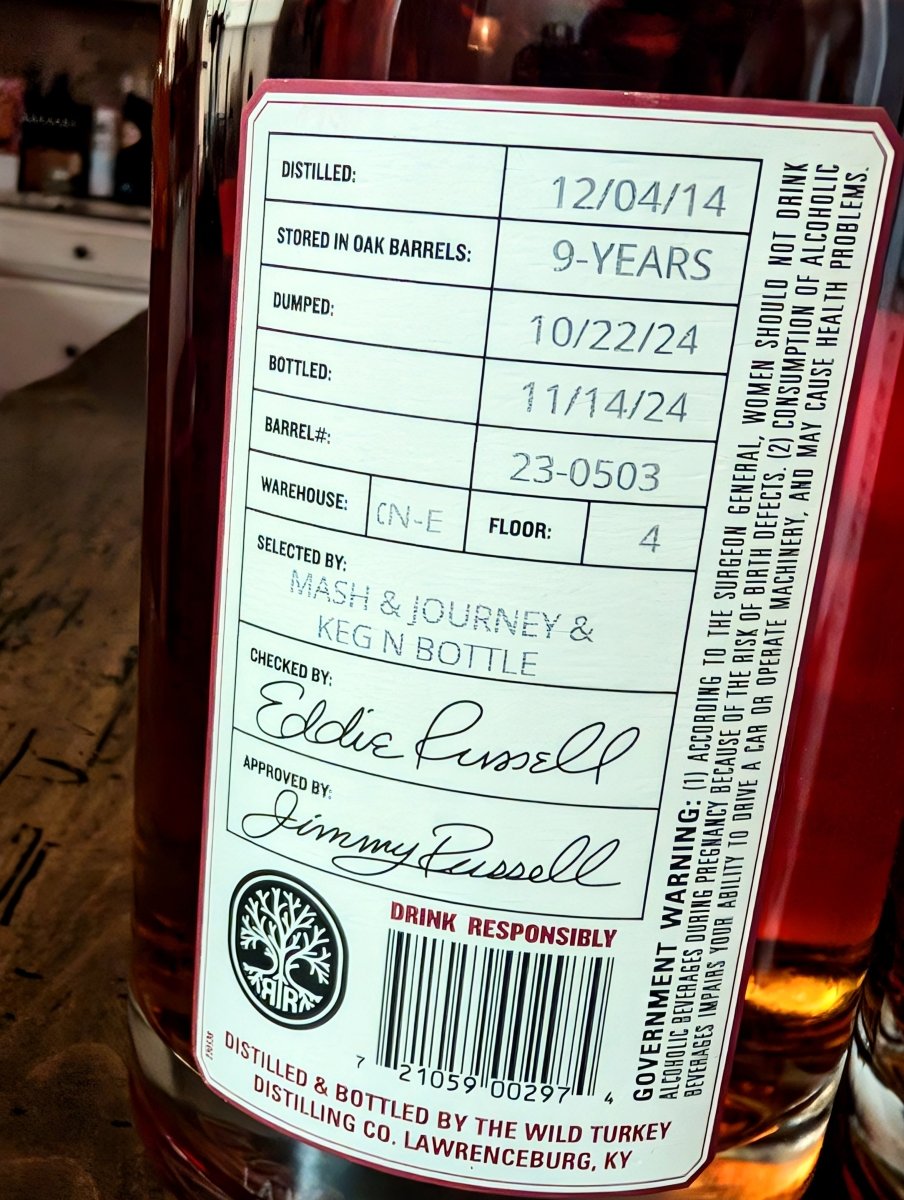 DISTILLED: 12/04/14
STORED IN OAK BARRELS: 9-YEARS
DUMPED: 10/22/24
BOTTLED: 11/14/24
BARREL#: 23-0503
WAREHOUSE: CN-E FLOOR: 4
SELECTED BY:
MASH & JOURNEY &
KEG N BOTTLE
CHECKED BY:
Eddie Russell
APPROVED BY:
Jimmy Russell
RR
DRINK RESPONSIBLY
7 21059 00297 4
DISTILLED & BOTTLED BY THE WILD TURKEY
DISTILLING CO. LAWRENCEBURG, KY
GOVERNMENT WARNING: (1) ACCORDING TO THE SURGEON GENERAL, WOMEN SHOULD NOT DRINK
ALCOHOLIC BEVERAGES DURING PREGNANCY BECAUSE OF THE RISK OF BIRTH DEFECTS. (2) CONSUMPTION OF ALCOHOLIC
BEVERAGES IMPAIRS YOUR ABILITY TO DRIVE A CAR OR OPERATE MACHINERY, AND MAY CAUSE HEALTH PROBLEMS.